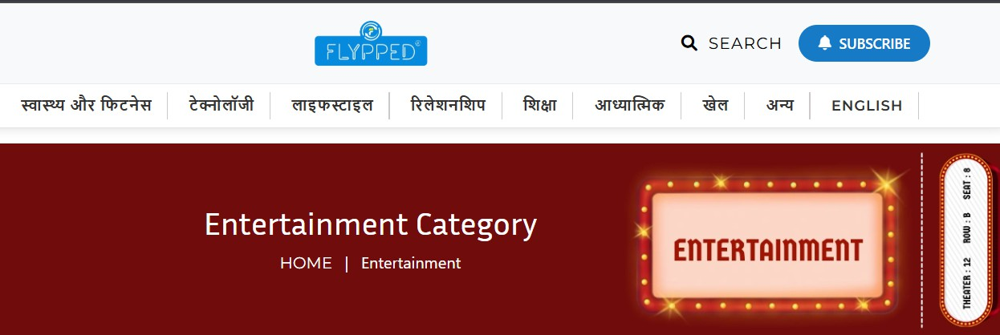 FLYPPED
SEARCH
SUBSCRIBE
स्वास्थ्य और फिटनेस
टेक्नोलॉजी
लाइफस्टाइल
रिलेशनशिप
शिक्षा
आध्यात्मिक
खेल
अन्य
ENGLISH
Entertainment Category
HOME | Entertainment
ENTERTAINMENT
THEATER : 12 ROW : B SEAT : 8